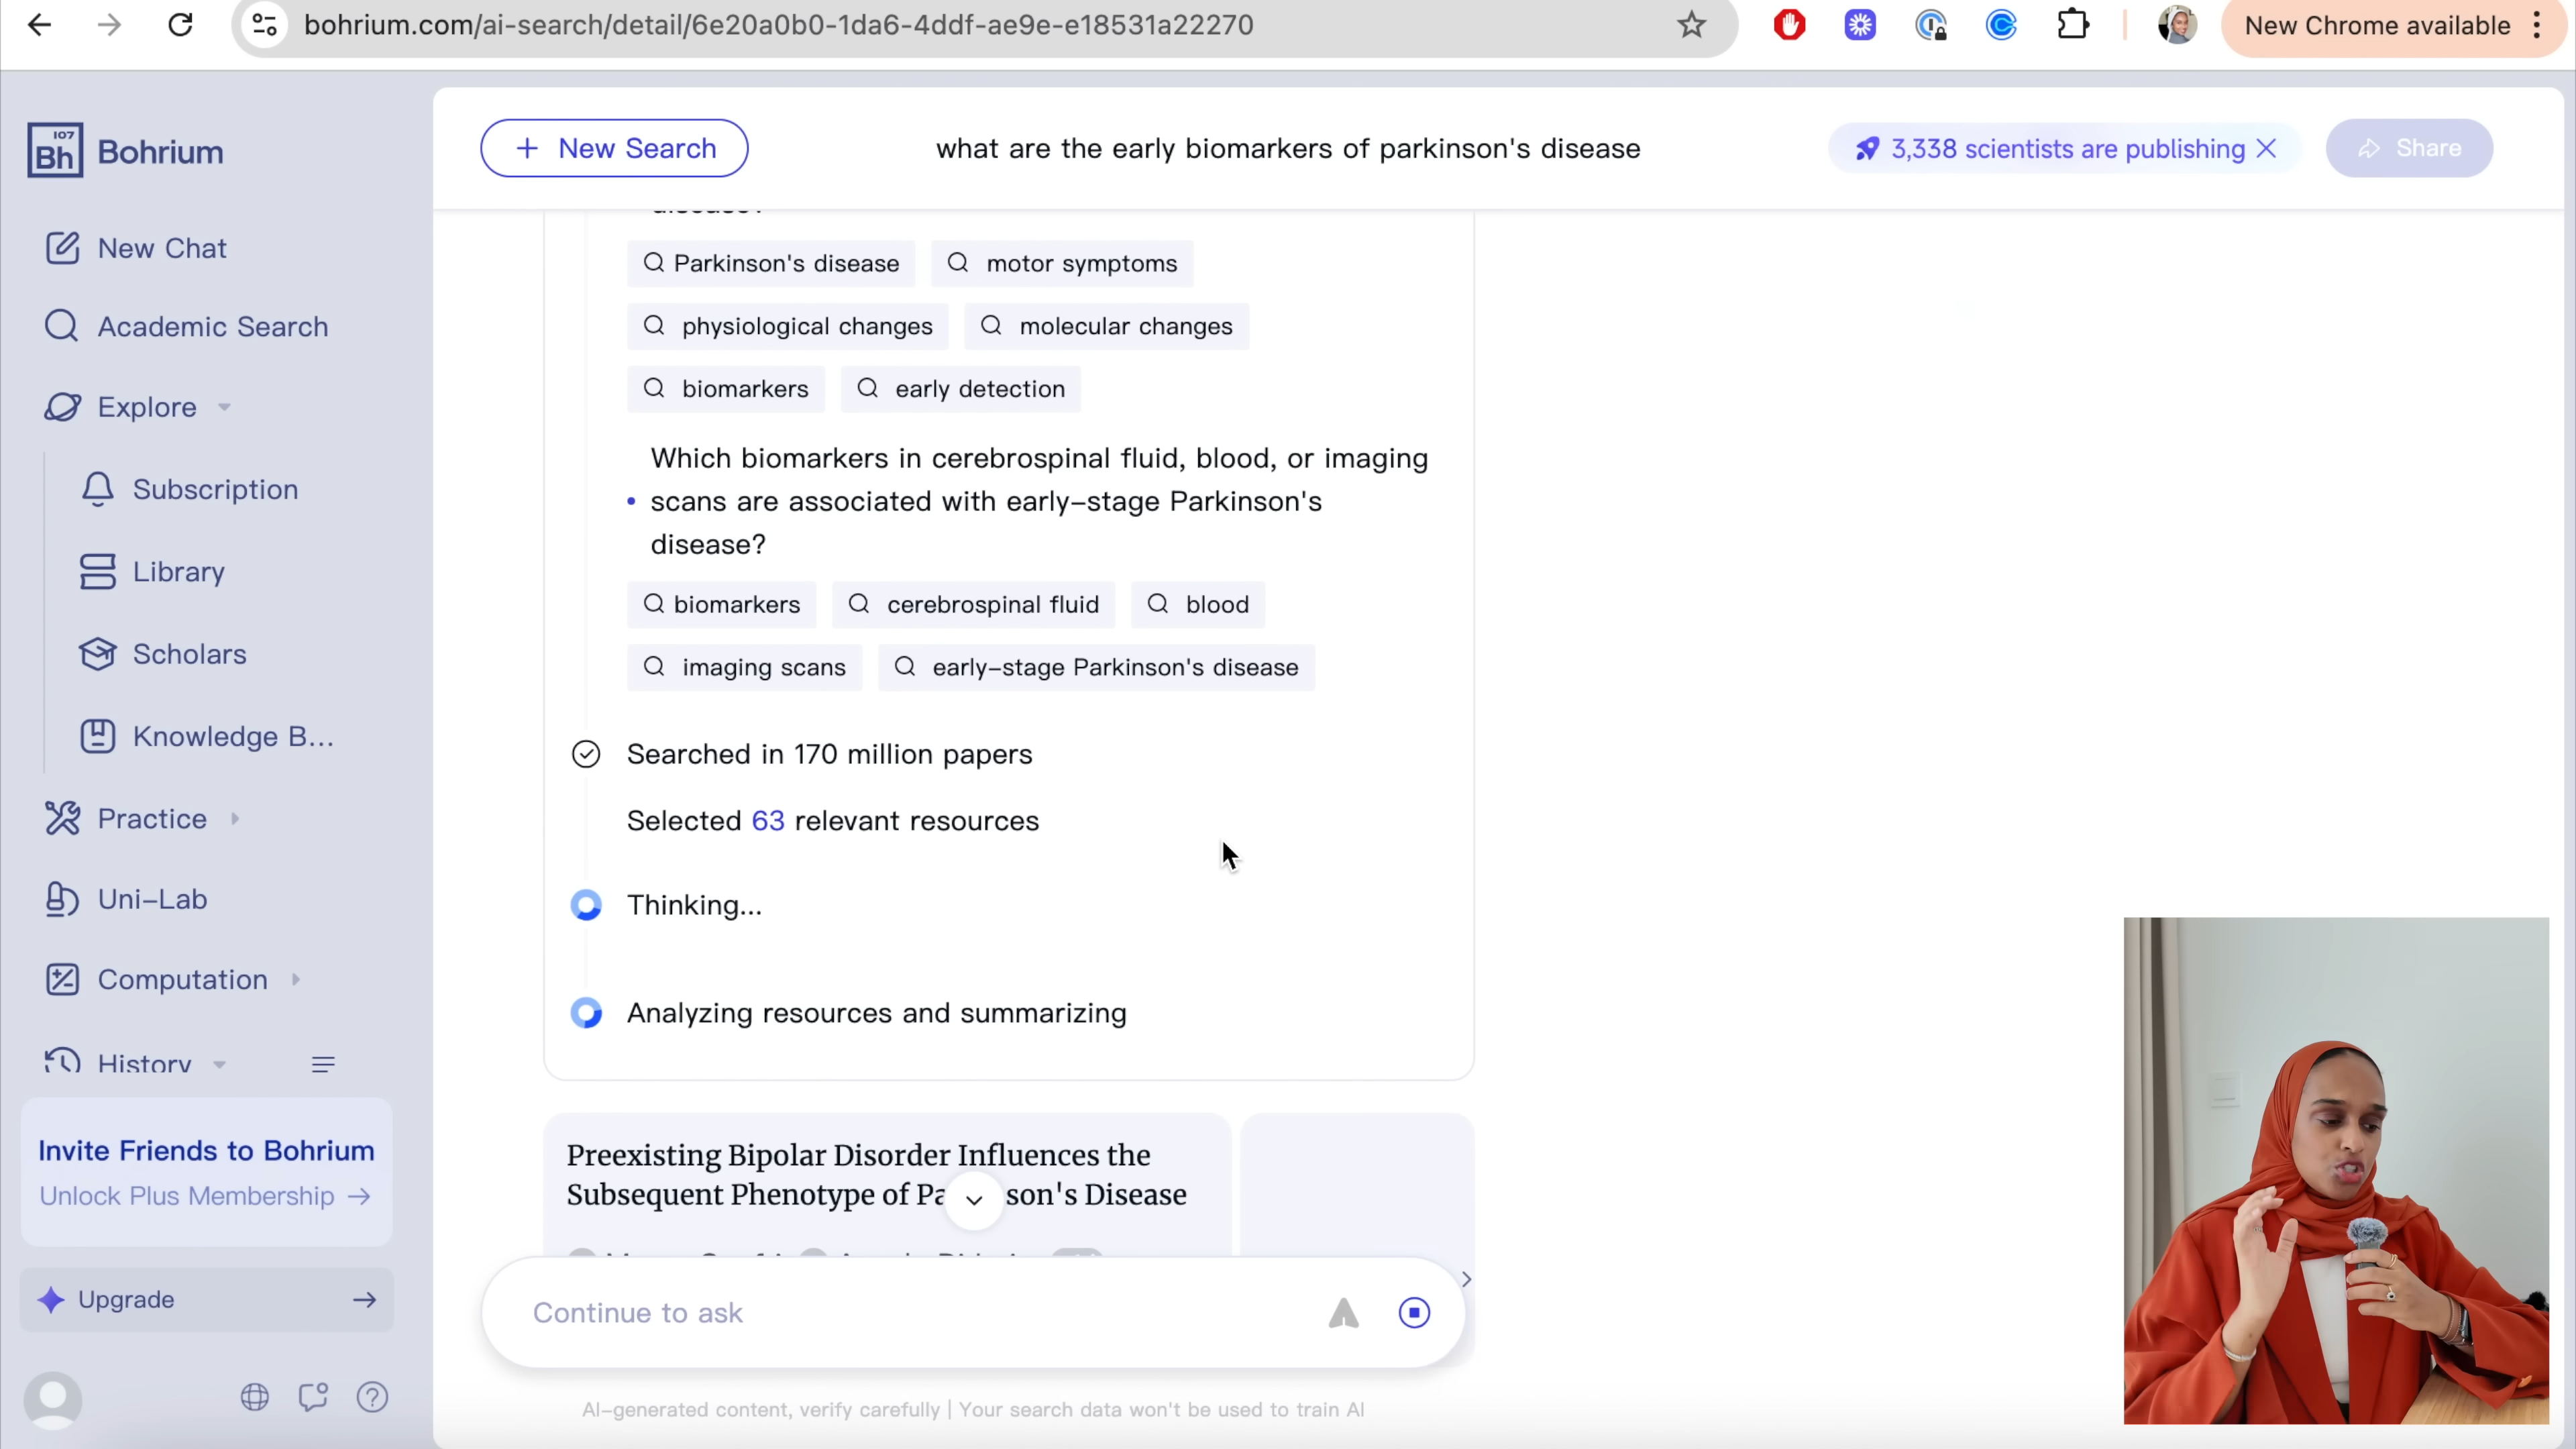 bohrium.com/ai-search/detail/6e20a0b0-1da6-4ddf-ae9e-e18531a22270
New Chrome available
107
Bh
Bohrium
New Chat
Academic Search
Explore
Subscription
Library
Scholars
Knowledge B...
Practice
Uni-Lab
Computation
History
Invite Friends to Bohrium
Unlock Plus Membership →
Upgrade
+ New Search
what are the early biomarkers of parkinson's disease
3,338 scientists are publishing
Share
disease?
Parkinson's disease
motor symptoms
physiological changes
molecular changes
biomarkers
early detection
Which biomarkers in cerebrospinal fluid, blood, or imaging
• scans are associated with early-stage Parkinson's
disease?
biomarkers
cerebrospinal fluid
blood
imaging scans
early-stage Parkinson's disease
Searched in 170 million papers
Selected 63 relevant resources
Thinking...
Analyzing resources and summarizing
Preexisting Bipolar Disorder Influences the
Subsequent Phenotype of Pa son's Disease
Continue to ask
AI-generated content, verify carefully | Your search data won't be used to train AI